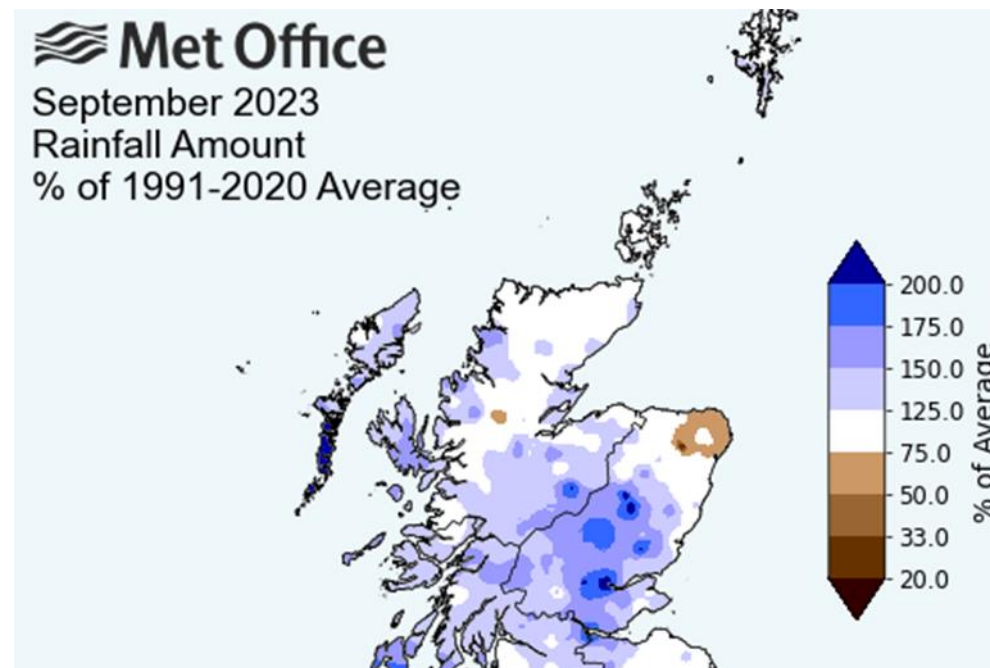 Met Office
September 2023
Rainfall Amount
% of 1991-2020 Average
200.0
175.0
150.0
125.0
75.0
50.0
33.0
20.0
% of Average